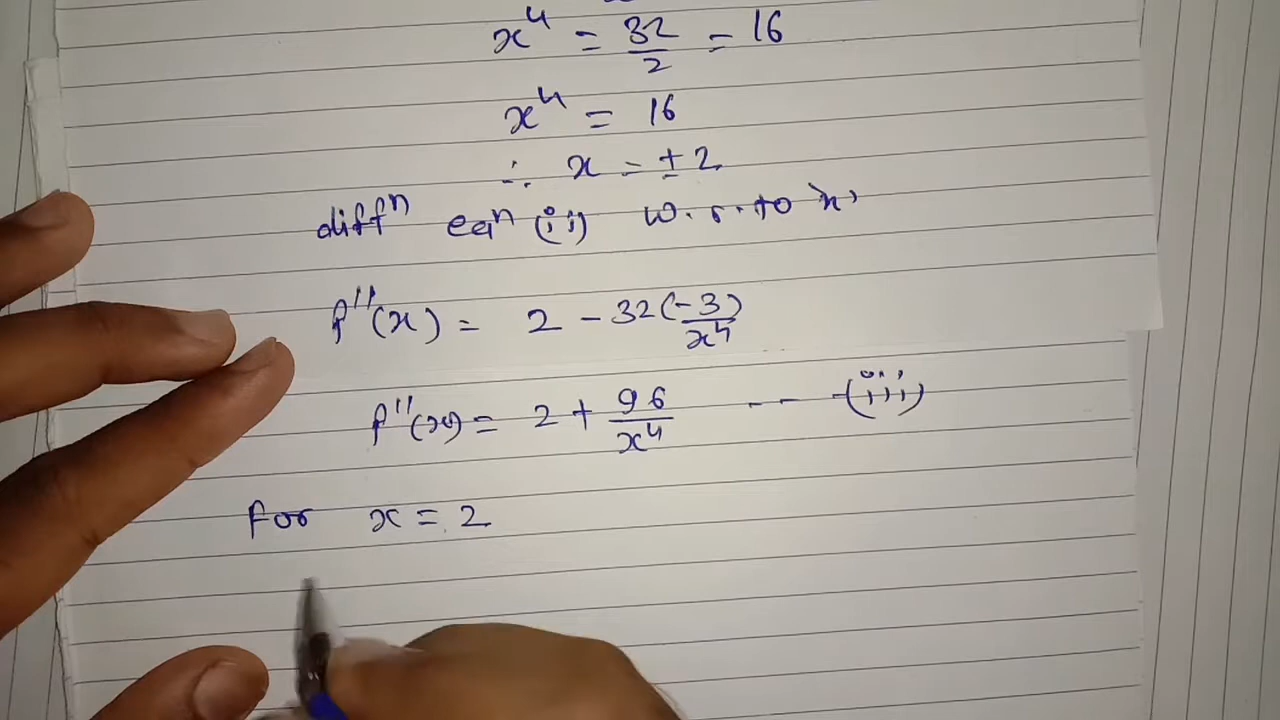 x⁴ = 32/2 = 16
x⁴ = 16
∴ x = ±2
diffⁿ eqⁿ (ii) w.r.to 'x'
f''(x) = 2 - 32(-3)/x⁴
f''(x) = 2 + 96/x⁴ -- -(iii)
For x = 2